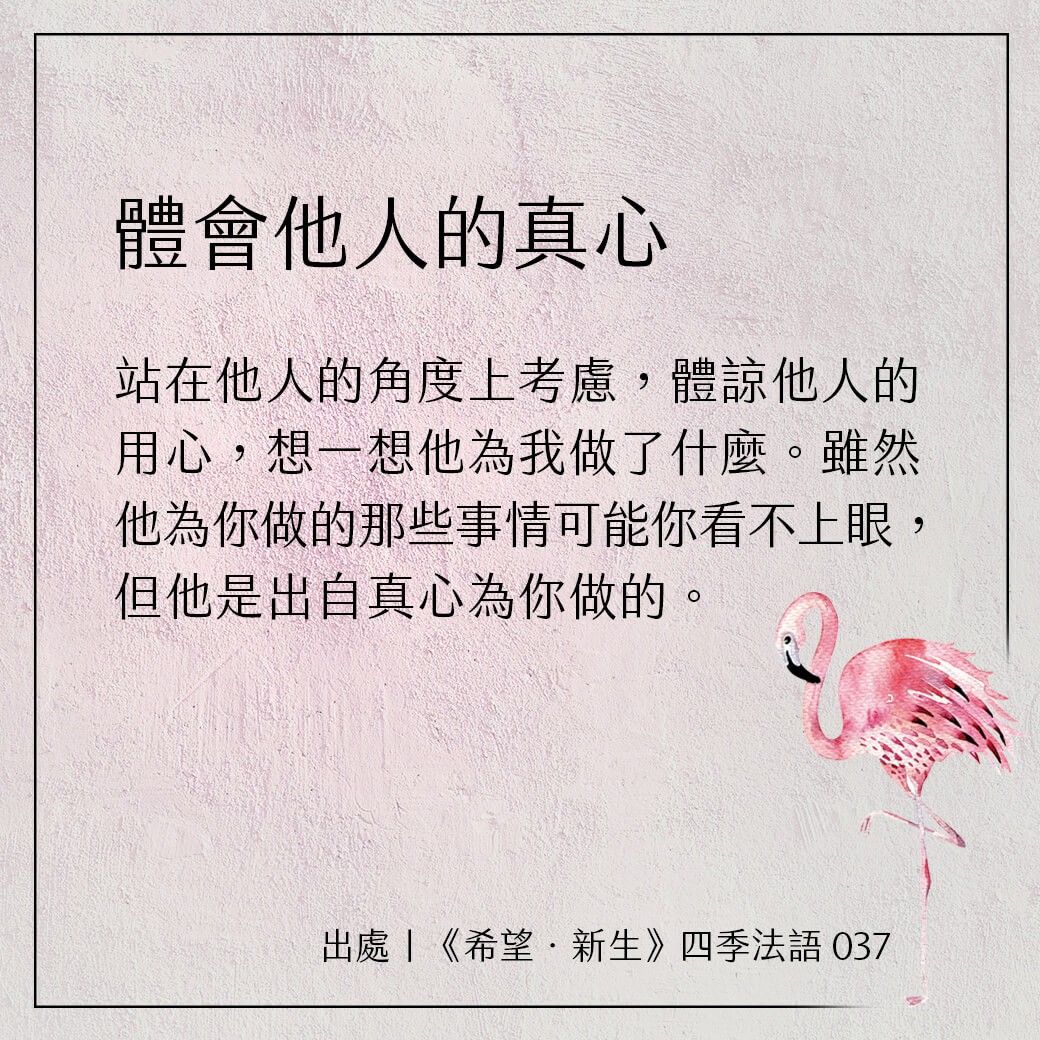 體會他人的真心
站在他人的角度上考慮，體諒他人的
用心，想一想他為我做了什麼。雖然
他為你做的那些事情可能你看不上眼，
但他是出自真心為你做的。
出處｜《希望．新生》四季法語 037